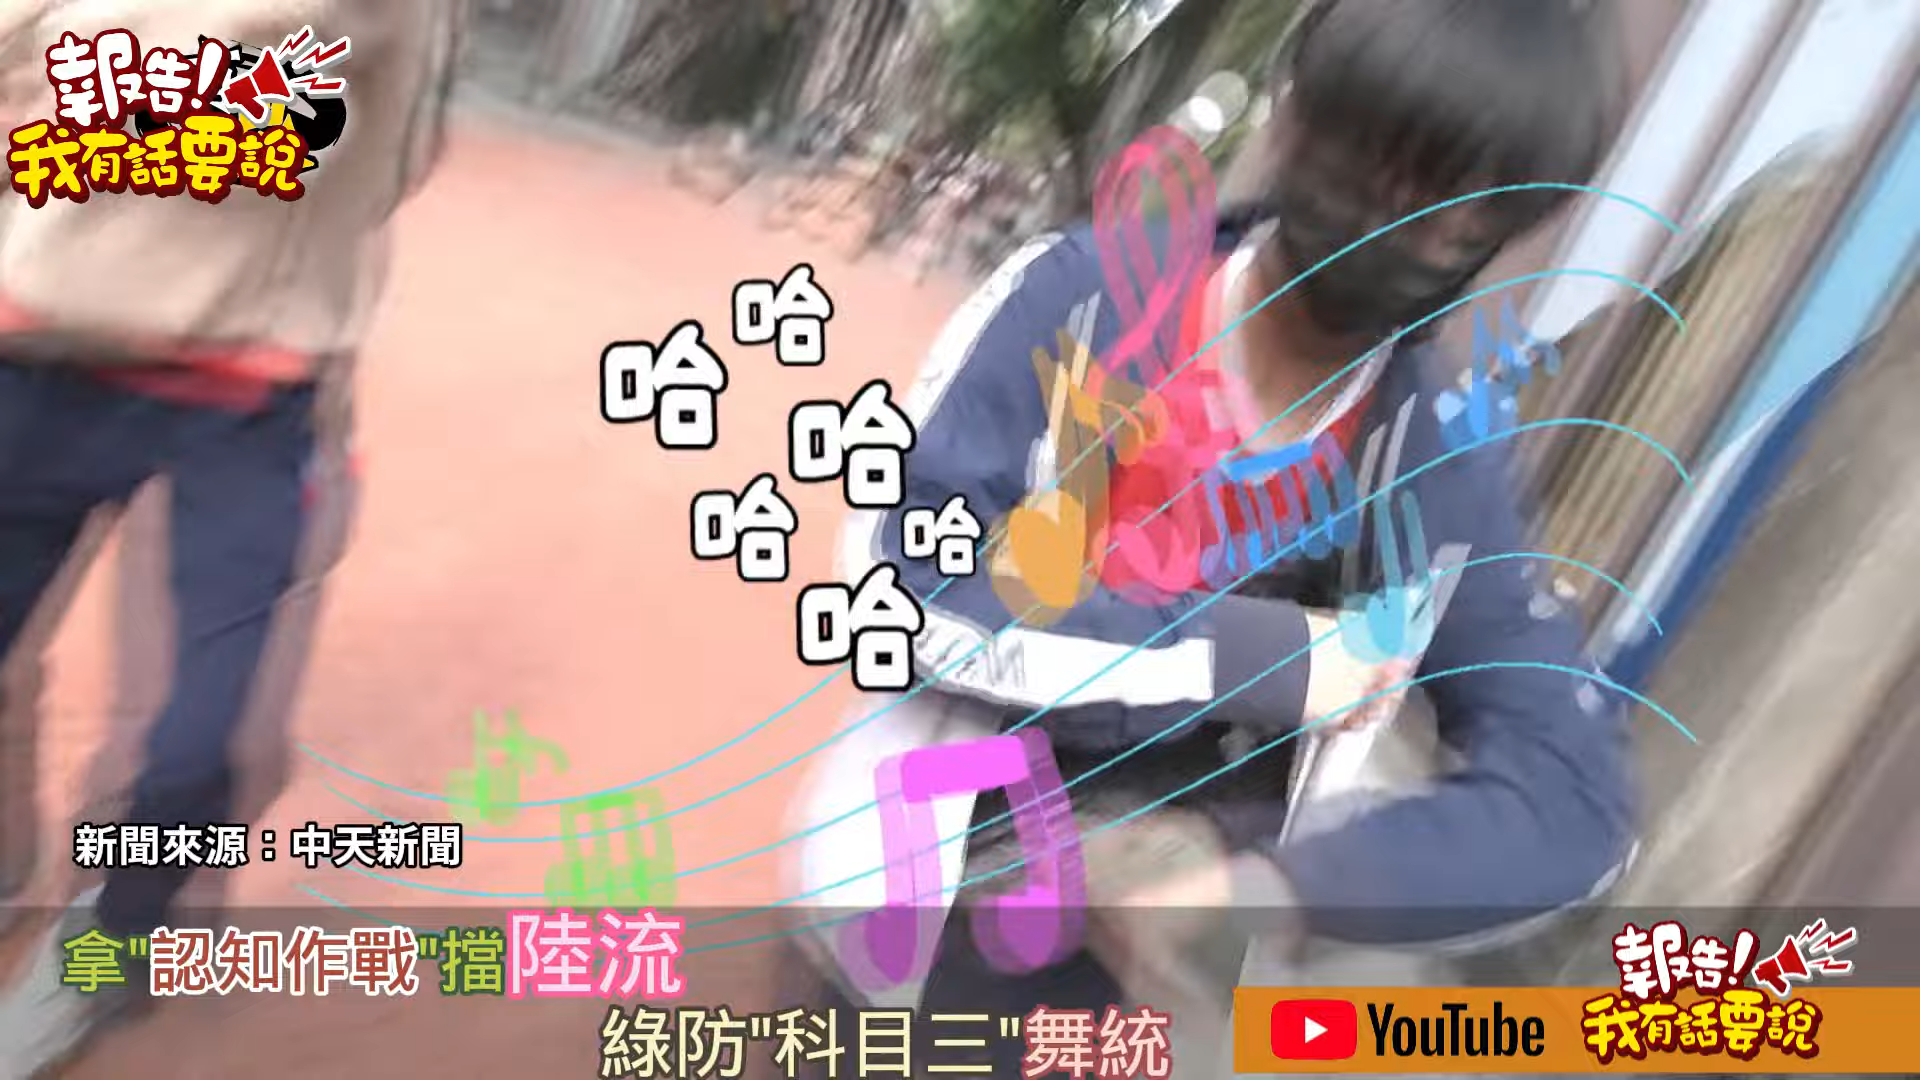 報告!
我有話要說
哈
哈
哈
哈
哈
哈
新聞來源：中天新聞
拿"認知作戰"擋陸流
綠防"科目三"舞統
YouTube
報告!
我有話要說